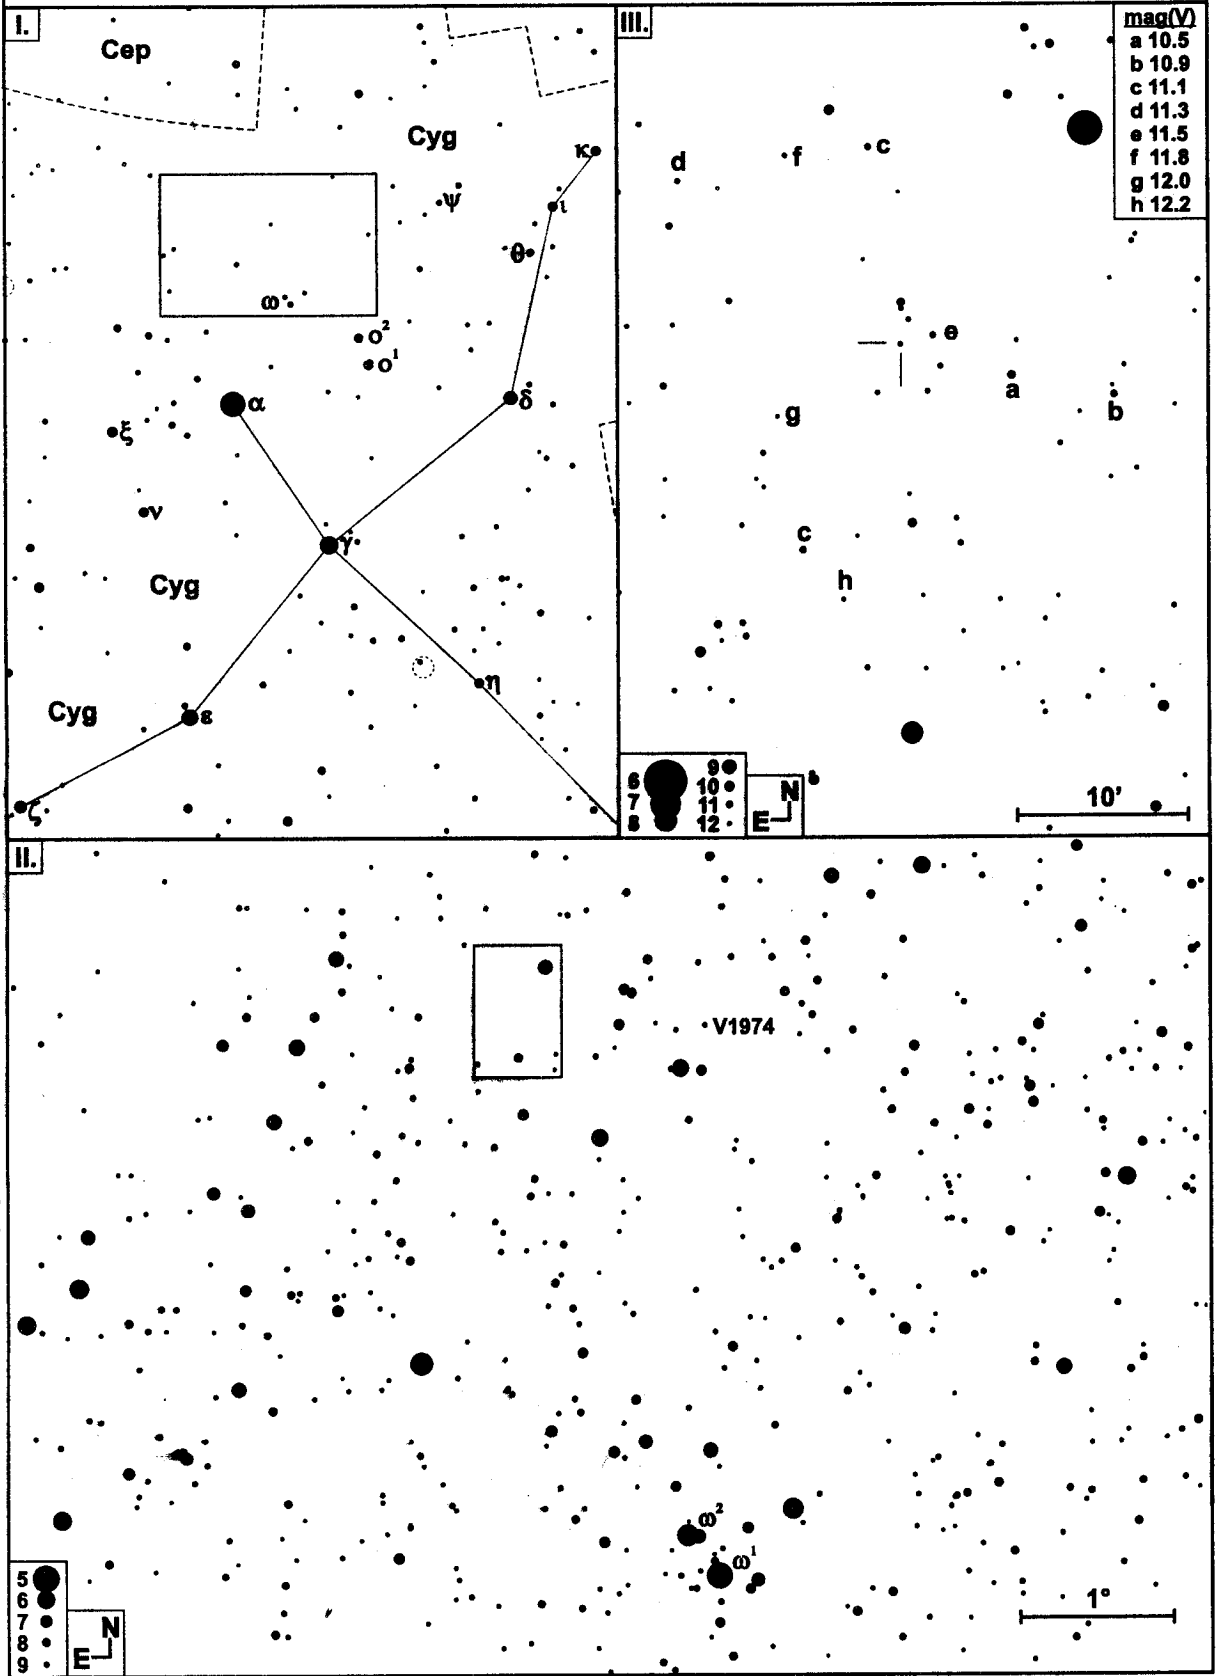 I.
Cep
Cyg
κ
ψ
ι
θ
ω
ο²
ο¹
α
δ
ξ
ν
γ
Cyg
η
Cyg
ε
ζ
III.
mag(V)
a 10.5
b 10.9
c 11.1
d 11.3
e 11.5
f 11.8
g 12.0
h 12.2
c
f
d
e
a
b
g
c
h
6 9
7 10
8 11
12
N
E
10'
II.
V1974
ω²
ω¹
5
6
7
8
9
N
E
1°